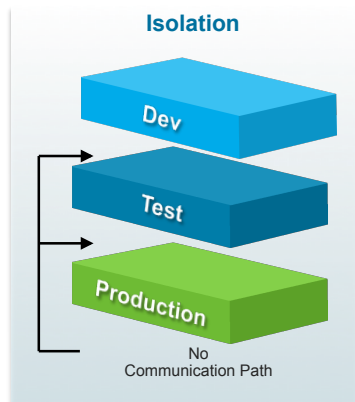 Isolation
Dev
Test
Production
No
Communication Path